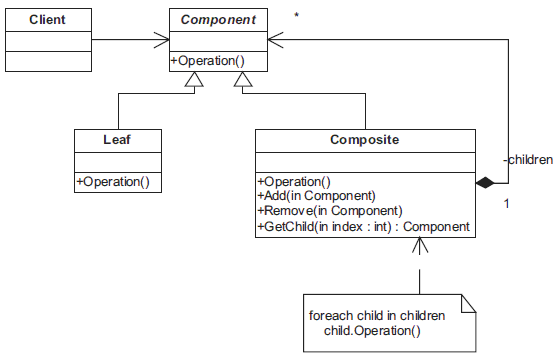 Client
Component
*
+Operation()
Leaf
+Operation()
Composite
+Operation()
+Add(in Component)
+Remove(in Component)
+GetChild(in index : int) : Component
-children
1
foreach child in children
child.Operation()